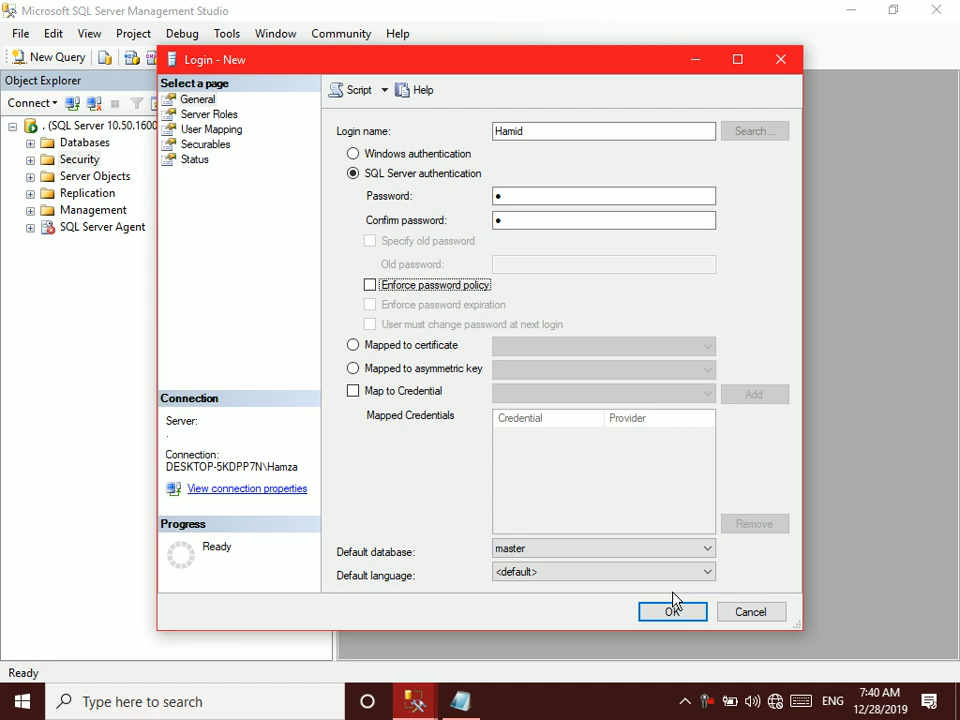 Microsoft SQL Server Management Studio
File Edit View Project Debug Tools Window Community Help
New Query
Object Explorer
Connect
. (SQL Server 10.50.1600
Databases
Security
Server Objects
Replication
Management
SQL Server Agent
Login - New
Select a page
General
Server Roles
User Mapping
Securables
Status
Connection
Server:
.
Connection:
DESKTOP-5KDPP7N\Hamza
View connection properties
Progress
Ready
Script Help
Login name: Hamid Search...
Windows authentication
SQL Server authentication
Password: ●
Confirm password: ●
Specify old password
Old password:
Enforce password policy
Enforce password expiration
User must change password at next login
Mapped to certificate
Mapped to asymmetric key
Map to Credential Add
Mapped Credentials Credential Provider
Remove
Default database: master
Default language: <default>
OK Cancel
Ready
Type here to search
ENG
7:40 AM
12/28/2019